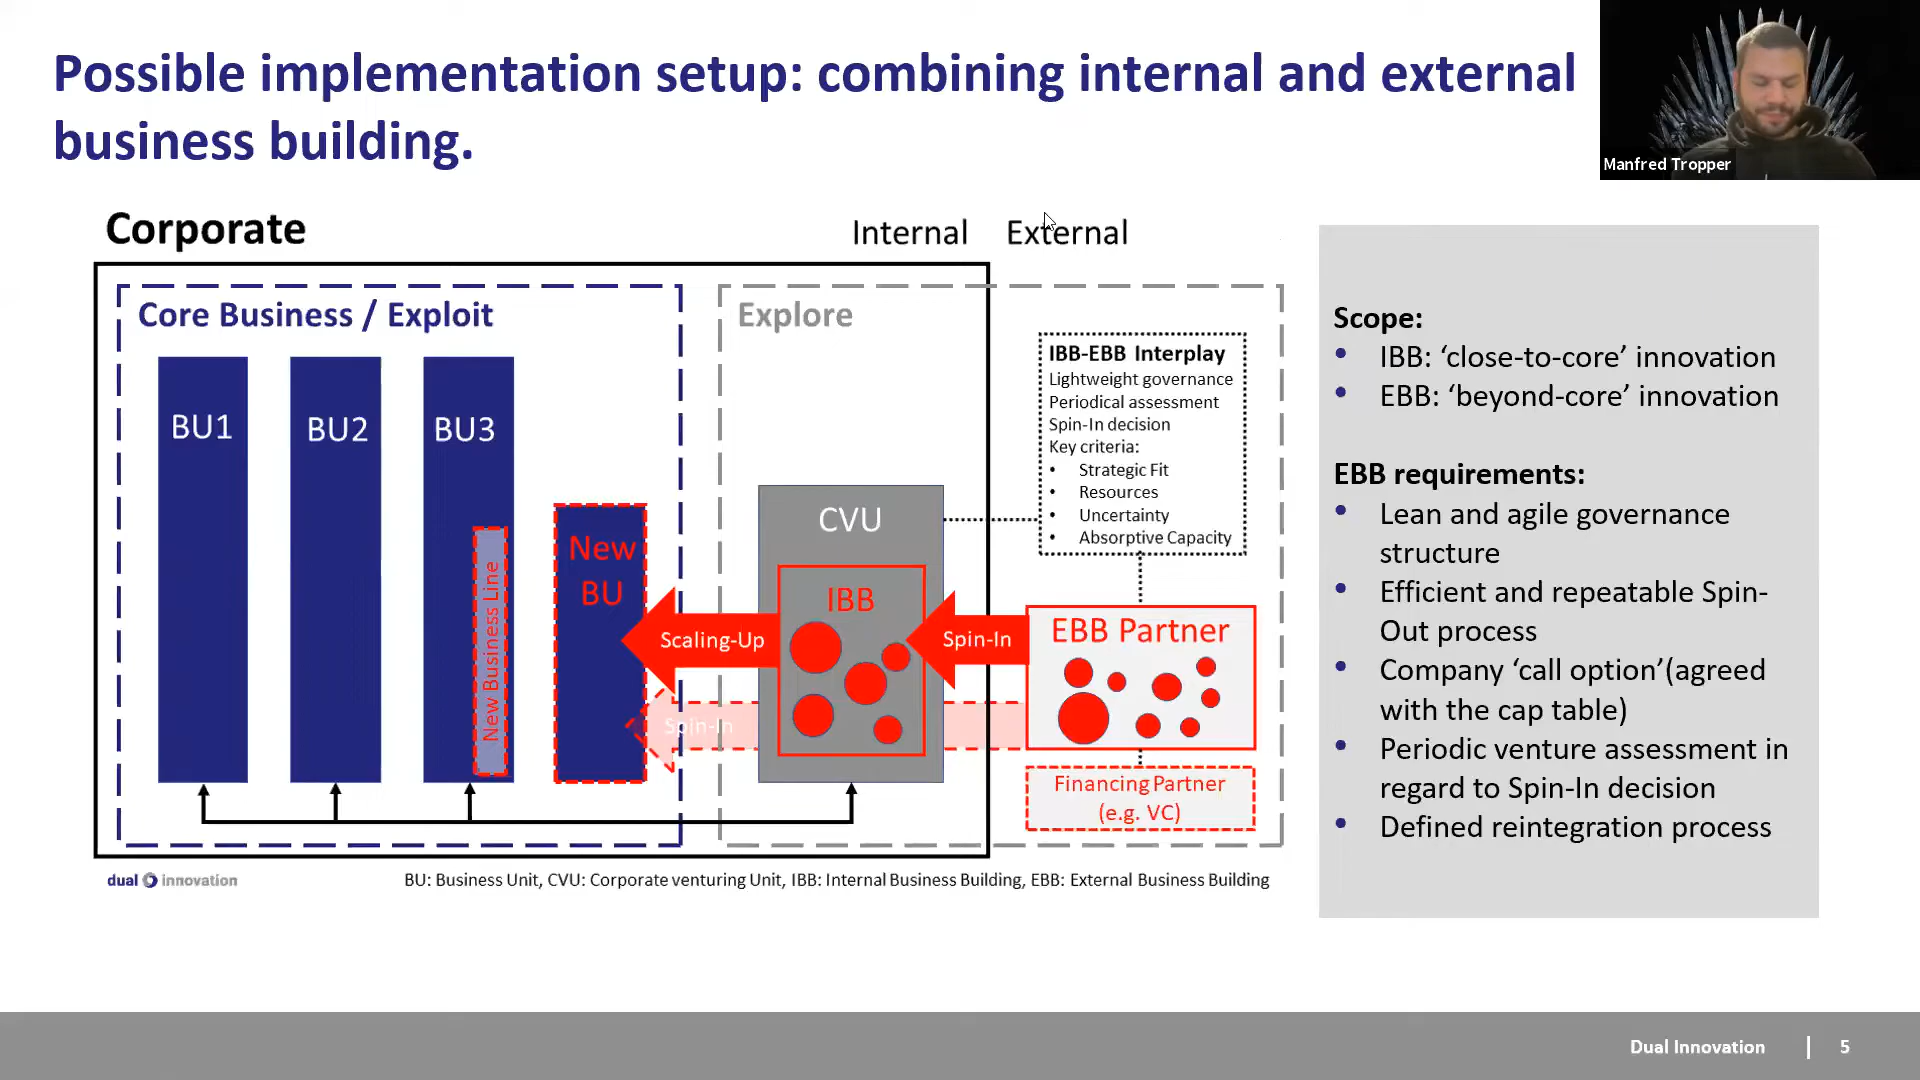 Possible implementation setup: combining internal and external
business building.
Manfred Tropper
Corporate
Internal
External
Core Business / Exploit
BU1
BU2
BU3
New Business Line
New
BU
Scaling-Up
Spin-In
Explore
CVU
IBB
Spin-In
IBB-EBB Interplay
Lightweight governance
Periodical assessment
Spin-In decision
Key criteria:
• Strategic Fit
• Resources
• Uncertainty
• Absorptive Capacity
EBB Partner
Financing Partner
(e.g. VC)
dual innovation
BU: Business Unit, CVU: Corporate venturing Unit, IBB: Internal Business Building, EBB: External Business Building
Scope:
• IBB: ‘close-to-core’ innovation
• EBB: ‘beyond-core’ innovation
EBB requirements:
• Lean and agile governance
structure
• Efficient and repeatable Spin-
Out process
• Company ‘call option’(agreed
with the cap table)
• Periodic venture assessment in
regard to Spin-In decision
• Defined reintegration process
Dual Innovation | 5